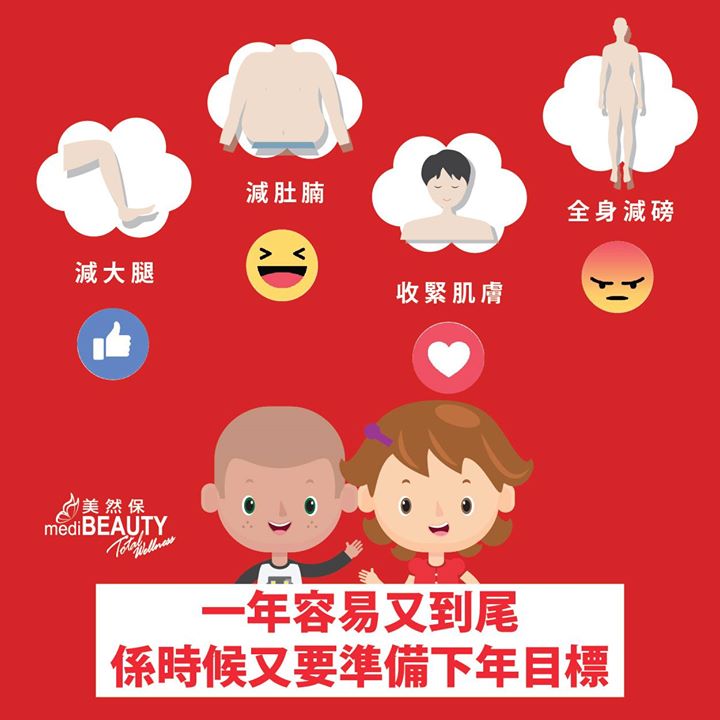 減肚腩
全身減磅
減大腿
收緊肌膚
美然保
mediBEAUTY
Total Wellness
一年容易又到尾
係時候又要準備下年目標